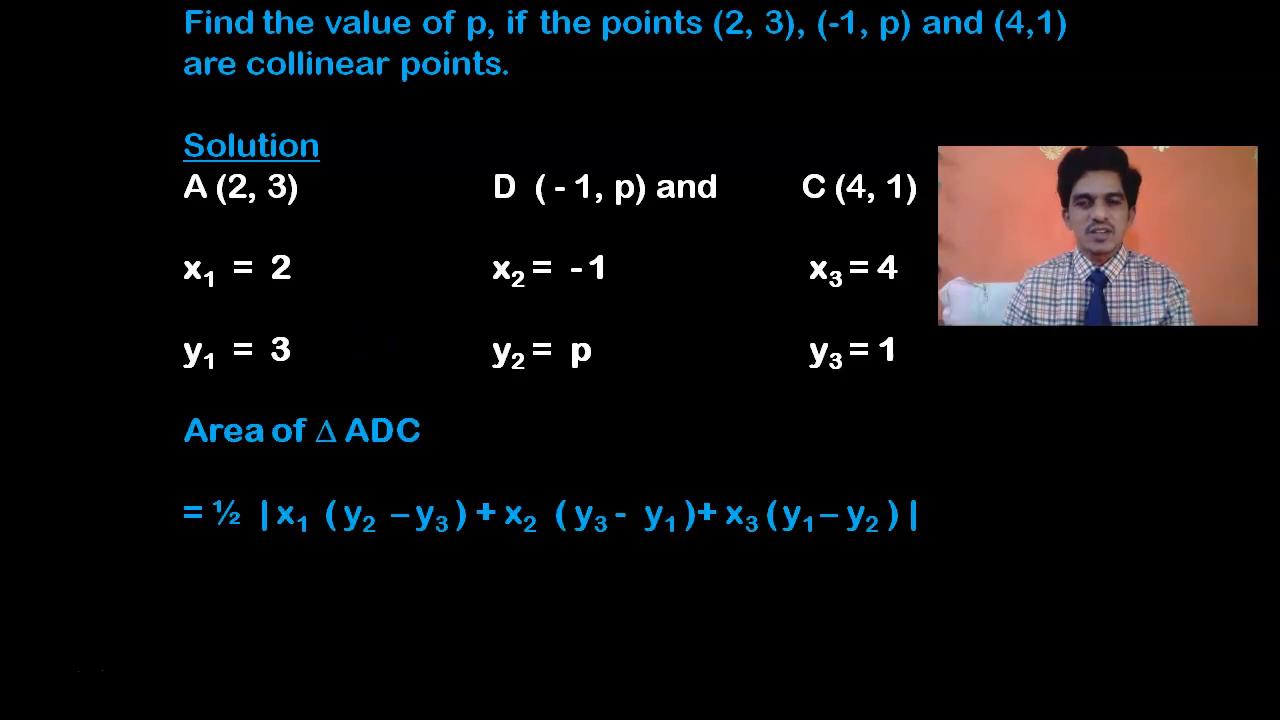 Find the value of p, if the points (2, 3), (-1, p) and (4,1)
are collinear points.
Solution
A (2, 3) D ( - 1, p) and C (4, 1)
x₁ = 2 x₂ = - 1 x₃ = 4
y₁ = 3 y₂ = p y₃ = 1
Area of ∆ ADC
= ½ | x₁ ( y₂ – y₃ ) + x₂ ( y₃ - y₁ )+ x₃ ( y₁ – y₂ ) |